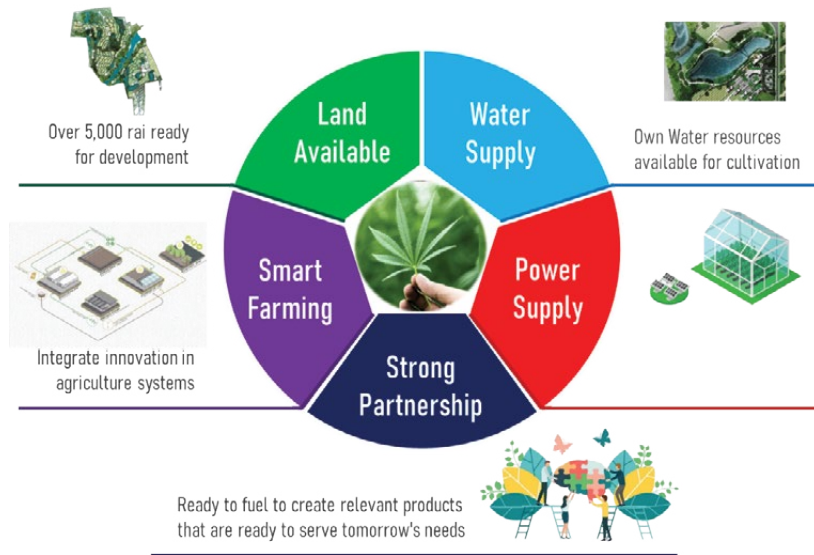 Over 5,000 rai ready
for development
Land
Available
Water
Supply
Own Water resources
available for cultivation
Smart
Farming
Power
Supply
Integrate innovation in
agriculture systems
Strong
Partnership
Ready to fuel to create relevant products
that are ready to serve tomorrow's needs